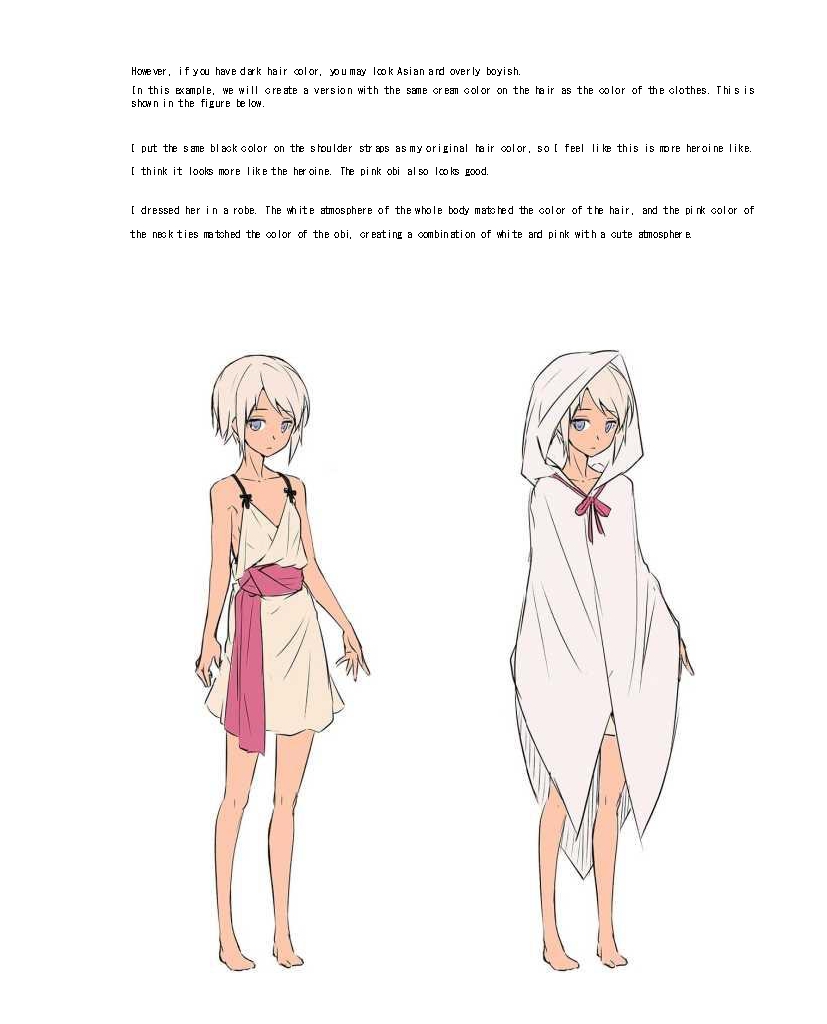 However, if you have dark hair color, you may look Asian and overly boyish.
In this example, we will create a version with the same cream color on the hair as the color of the clothes. This is
shown in the figure below.
I put the same black color on the shoulder straps as my original hair color, so I feel like this is more heroine like.
I think it looks more like the heroine. The pink obi also looks good.
I dressed her in a robe. The white atmosphere of the whole body matched the color of the hair, and the pink color of
the neck ties matched the color of the obi, creating a combination of white and pink with a cute atmosphere.